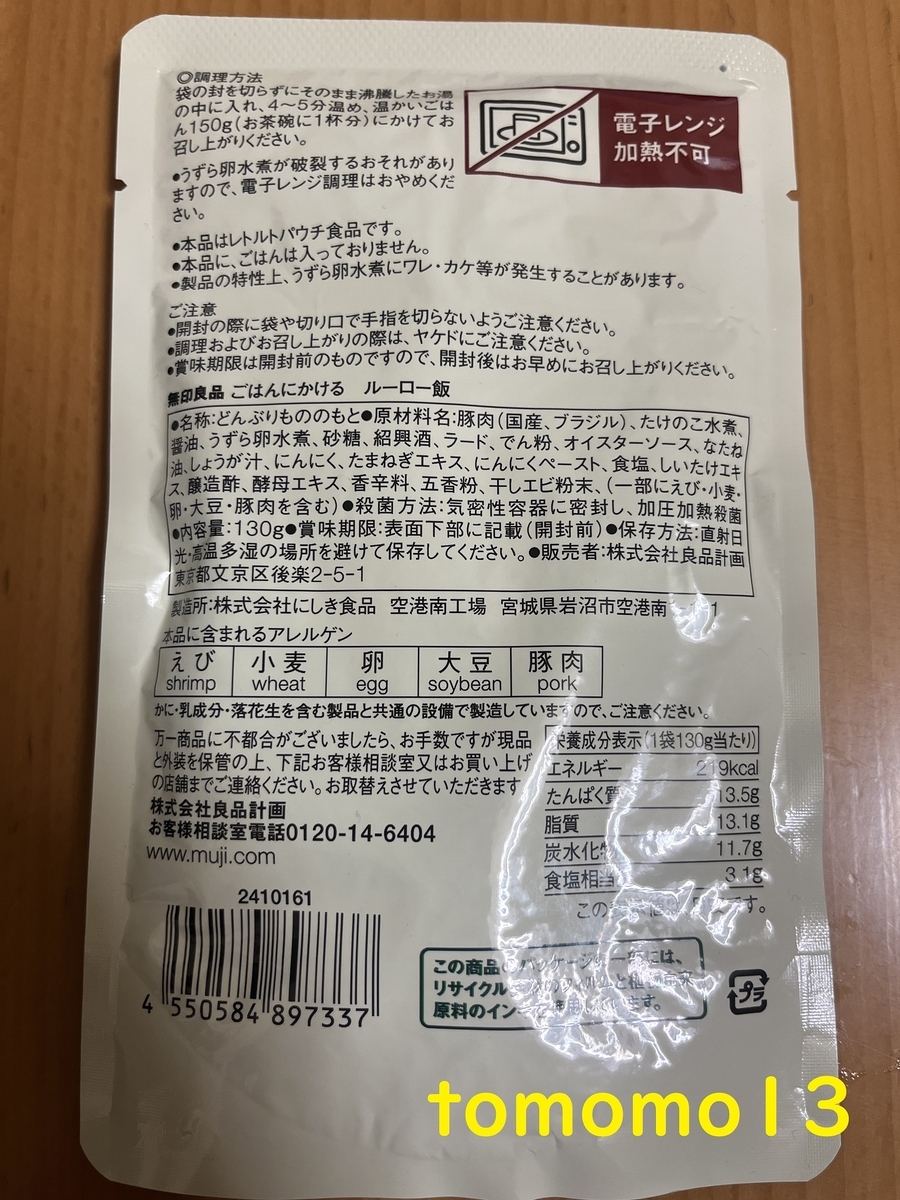 ◎調理方法
袋の封を切らずにそのまま沸騰したお湯
の中に入れ、4〜5分温め、温かいごは
ん150g(お茶碗に1杯分)にかけてお
召し上がりください。
●うずら卵水煮が破裂するおそれがあり
ますので、電子レンジ調理はおやめくだ
さい。
電子レンジ
加熱不可
●本品はレトルトパウチ食品です。
●本品に、ごはんは入っておりません。
●製品の特性上、うずら卵水煮にワレ・カケ等が発生することがあります。
ご注意
●開封の際に袋や切り口で手指を切らないようご注意ください。
●調理およびお召し上がりの際は、ヤケドにご注意ください。
●賞味期限は開封前のものですので、開封後はお早めにお召し上がりください。
無印良品 ごはんにかける ルーロー飯
●名称:どんぶりもののもと●原材料名:豚肉(国産、ブラジル)、たけのこ水煮、
醤油、うずら卵水煮、砂糖、紹興酒、ラード、でん粉、オイスターソース、なたね
油、しょうが汁、にんにく、たまねぎエキス、にんにくペースト、食塩、しいたけエキ
ス、醸造酢、酵母エキス、香辛料、五香粉、干しエビ粉末、(一部にえび・小麦・
卵・大豆・豚肉を含む)●殺菌方法:気密性容器に密封し、加圧加熱殺菌
●内容量:130g●賞味期限:表面下部に記載(開封前)●保存方法:直射日
光・高温多湿の場所を避けて保存してください。●販売者:株式会社良品計画
東京都文京区後楽2-5-1
製造所:株式会社にしき食品 空港南工場 宮城県岩沼市空港南
本品に含まれるアレルゲン
えび 小麦 卵 大豆 豚肉
shrimp wheat egg soybean pork
かに・乳成分・落花生を含む製品と共通の設備で製造していますので、ご注意ください。
万一商品に不都合がございましたら、お手数ですが現品
と外装を保管の上、下記お客様相談室又はお買い上げ
の店舗までご連絡ください。お取替えさせていただきます
株式会社良品計画
お客様相談室電話0120-14-6404
www.muji.com
栄養成分表示(1袋130g当たり)
エネルギー 219kcal
たんぱく質 13.5g
脂質 13.1g
炭水化物 11.7g
食塩相当 3.1g
この です。
2410161
4 550584 897337
この商品 パッケージの一部には、
リサイクル
原料のイン
プラ
tomomo13